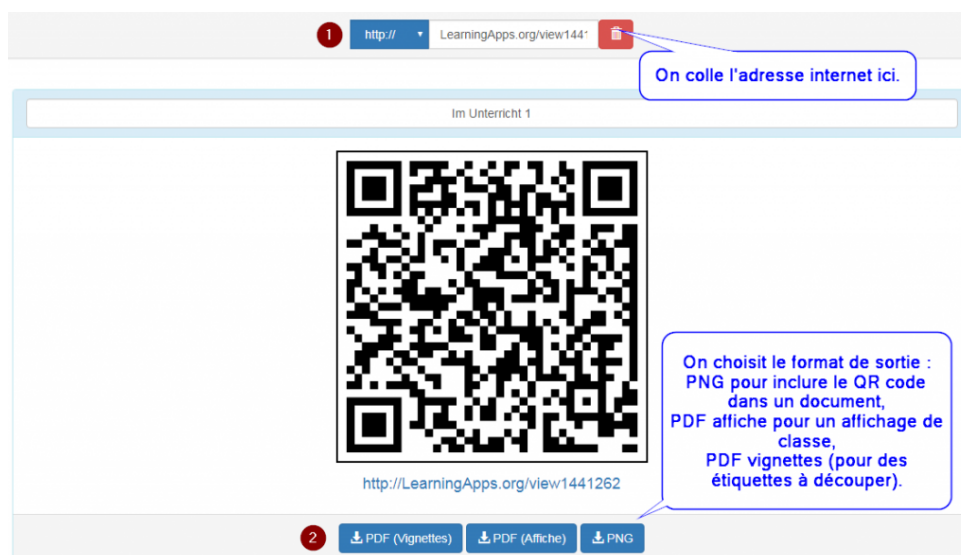 1 http:// LearningApps.org/view144
On colle l'adresse internet ici.
Im Unterricht 1
http://LearningApps.org/view1441262
On choisit le format de sortie :
PNG pour inclure le QR code
dans un document,
PDF affiche pour un affichage de
classe,
PDF vignettes (pour des
étiquettes à découper).
2 PDF (Vignettes) PDF (Affiche) PNG